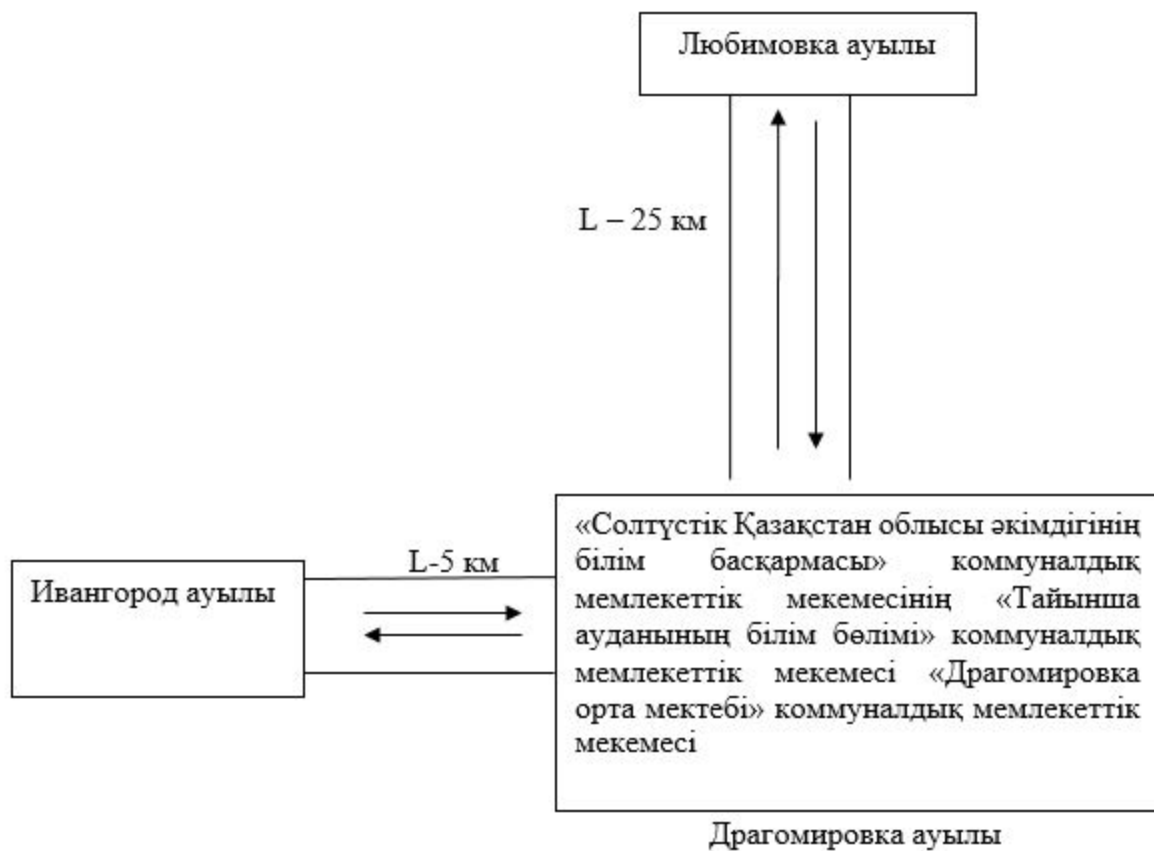 Любимовка ауылы
L – 25 км
«Солтүстік Қазақстан облысы әкімдігінің
білім басқармасы» коммуналдық
мемлекеттік мекемесінің «Тайынша
ауданының білім бөлімі» коммуналдық
мемлекеттік мекемесі «Драгомировка
орта мектебі» коммуналдық мемлекеттік
мекемесі
L-5 км
Ивангород ауылы
Драгомировка ауылы